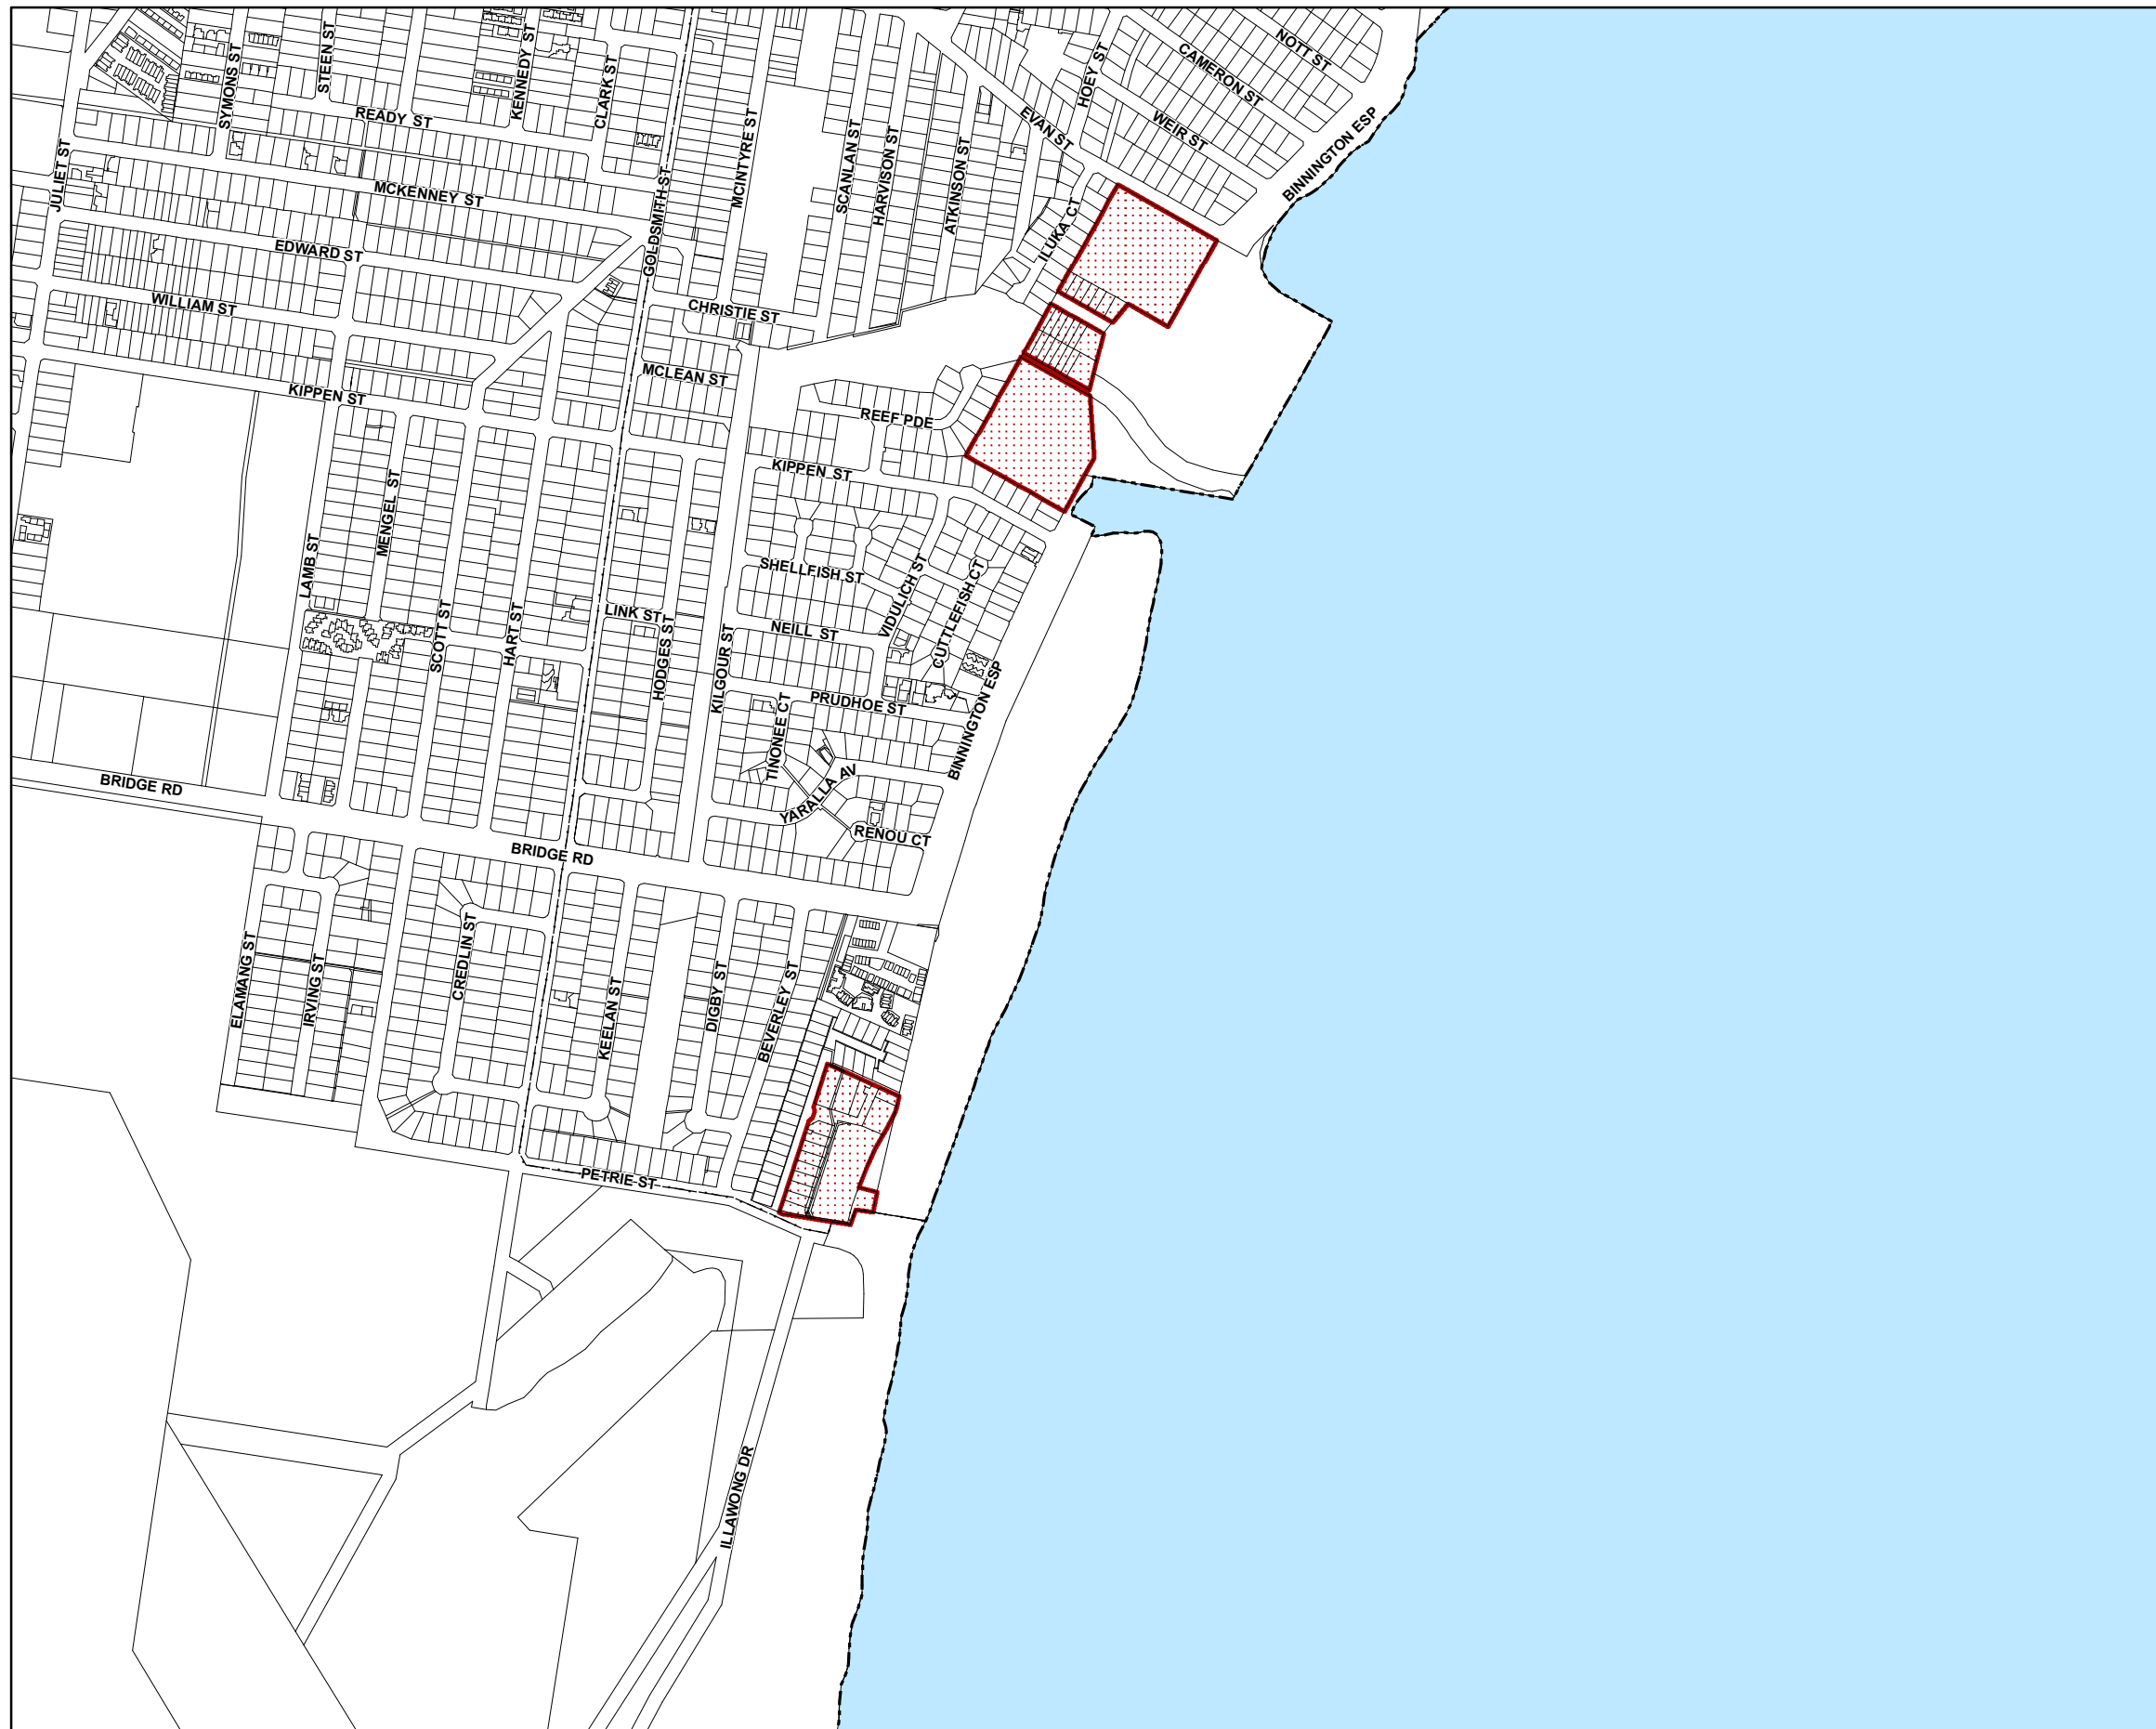 NOTT ST
STEEN ST
SYMONS ST
KENNEDY ST
CLARK ST
CAMERON ST
HOEY ST
READY ST
EVAN ST
WEIR ST
MCINTYRE ST
SCANLAN ST
HARVISON ST
ATKINSON ST
BINNINGTON ESP
JULIET ST
MCKENNEY ST
GOLDSMITH ST
ILUKA CT
EDWARD ST
WILLIAM ST
CHRISTIE ST
MCLEAN ST
KIPPEN ST
REEF PDE
KIPPEN ST
MENGEL ST
LAMB ST
SHELLFISH ST
VIDULICH ST
CUTTLEFISH CT
LINK ST
NEILL ST
SCOTT ST
HART ST
HODGES ST
KILGOUR ST
PRUDHOE ST
TINONEE CT
BINNINGTON ESP
BRIDGE RD
YARALLA AV
RENOU CT
BRIDGE RD
ELAMANG ST
IRVING ST
CREDLIN ST
KEELAN ST
DIGBY ST
BEVERLEY ST
PETRIE ST
ILLAWONG DR